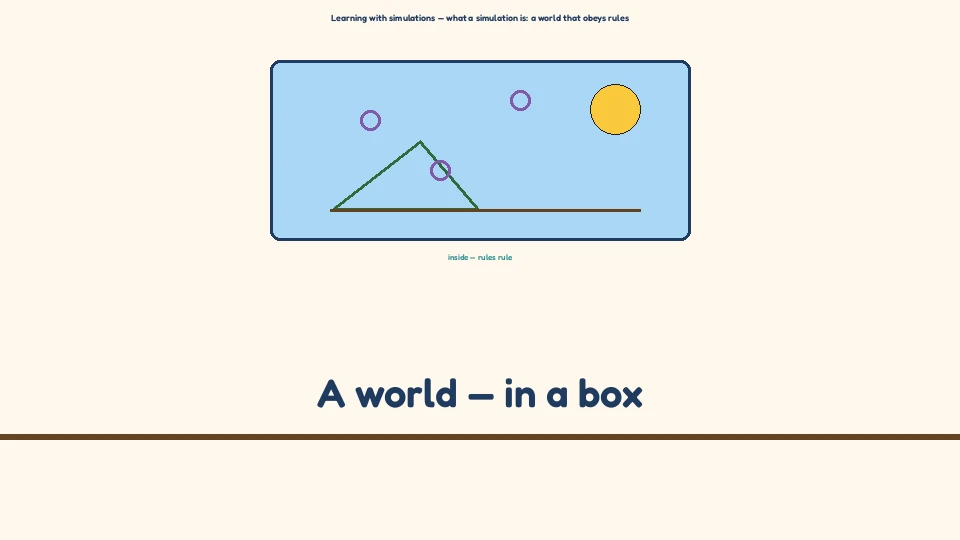 Learning with simulations — what a simulation is: a world that obeys rules
inside — rules rule
A world — in a box